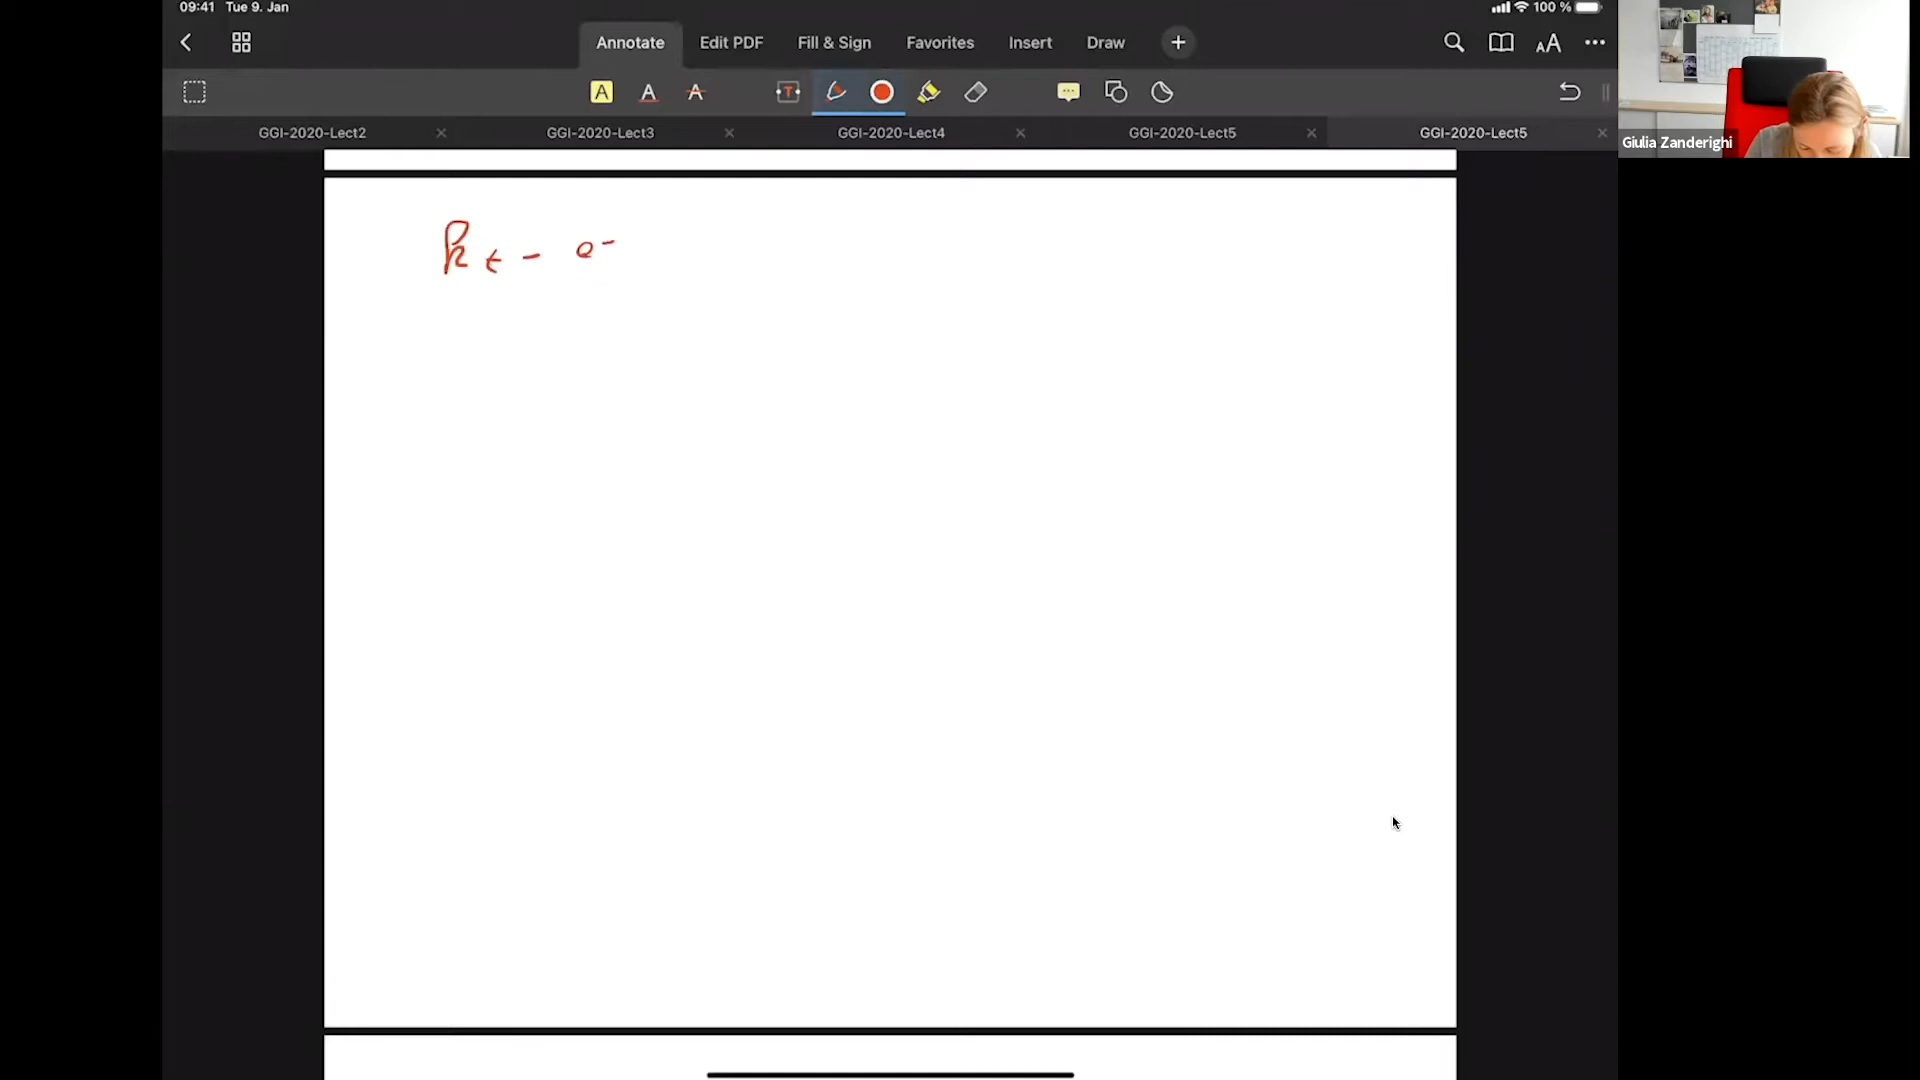 09:41 Tue 9. Jan 100 %
Annotate Edit PDF Fill & Sign Favorites Insert Draw
GGI-2020-Lect2 GGI-2020-Lect3 GGI-2020-Lect4 GGI-2020-Lect5 GGI-2020-Lect5
Giulia Zanderighi
kt -